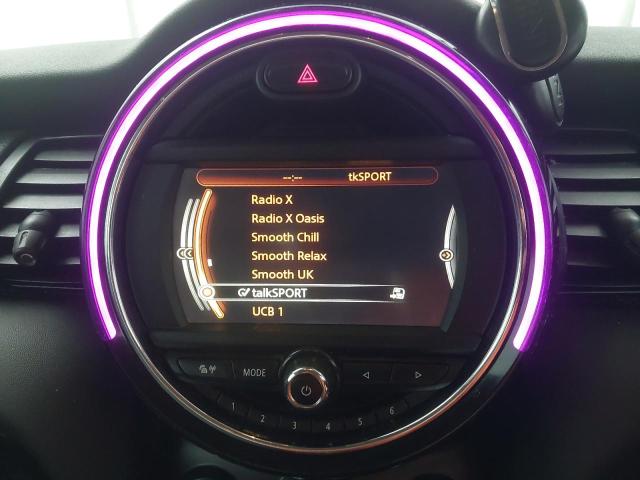 --:-- tkSPORT
Radio X
Radio X Oasis
Smooth Chill
Smooth Relax
Smooth UK
talkSPORT
UCB 1
MODE
1 2 3 4 5 6